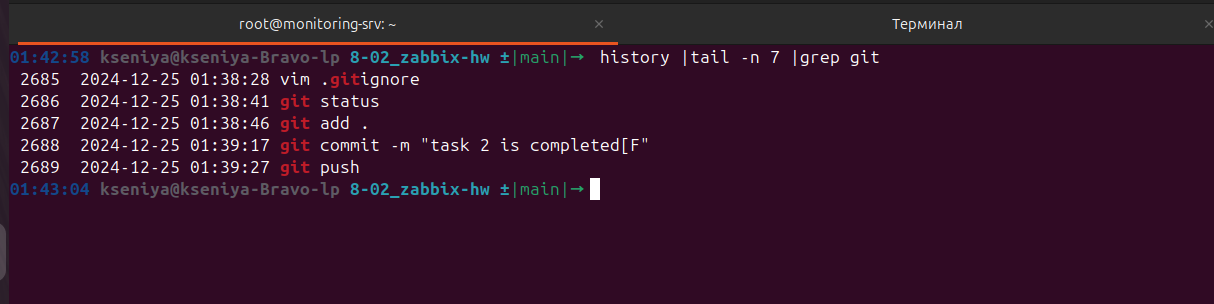 root@monitoring-srv: ~ × Терминал ×
01:42:58 kseniya@kseniya-Bravo-lp 8-02_zabbix-hw ±|main|→ history |tail -n 7 |grep git
2685 2024-12-25 01:38:28 vim .gitignore
2686 2024-12-25 01:38:41 git status
2687 2024-12-25 01:38:46 git add .
2688 2024-12-25 01:39:17 git commit -m "task 2 is completed[F"
2689 2024-12-25 01:39:27 git push
01:43:04 kseniya@kseniya-Bravo-lp 8-02_zabbix-hw ±|main|→